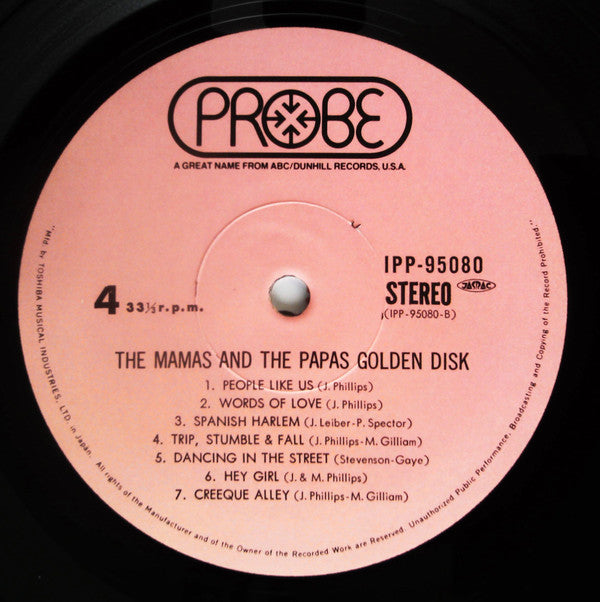 PROBE
A GREAT NAME FROM ABC/DUNHILL RECORDS, U.S.A.
IPP-95080
4 33⅓ r.p.m.
STEREO JASRAC
(IPP-95080-B)
THE MAMAS AND THE PAPAS GOLDEN DISK
1. PEOPLE LIKE US (J. Phillips)
2. WORDS OF LOVE (J. Phillips)
3. SPANISH HARLEM (J. Leiber-P. Spector)
4. TRIP, STUMBLE & FALL (J. Phillips-M. Gilliam)
5. DANCING IN THE STREET (Stevenson-Gaye)
6. HEY GIRL (J. & M. Phillips)
7. CREEQUE ALLEY (J. Phillips-M. Gilliam)
"Mfd. by TOSHIBA MUSICAL INDUSTRIES, LTD. in Japan. All rights of the Manufacturer and of the Owner of the Recorded Work are Reserved. Unauthorized Public Performance, Broadcasting and Copying of the Record Prohibited."